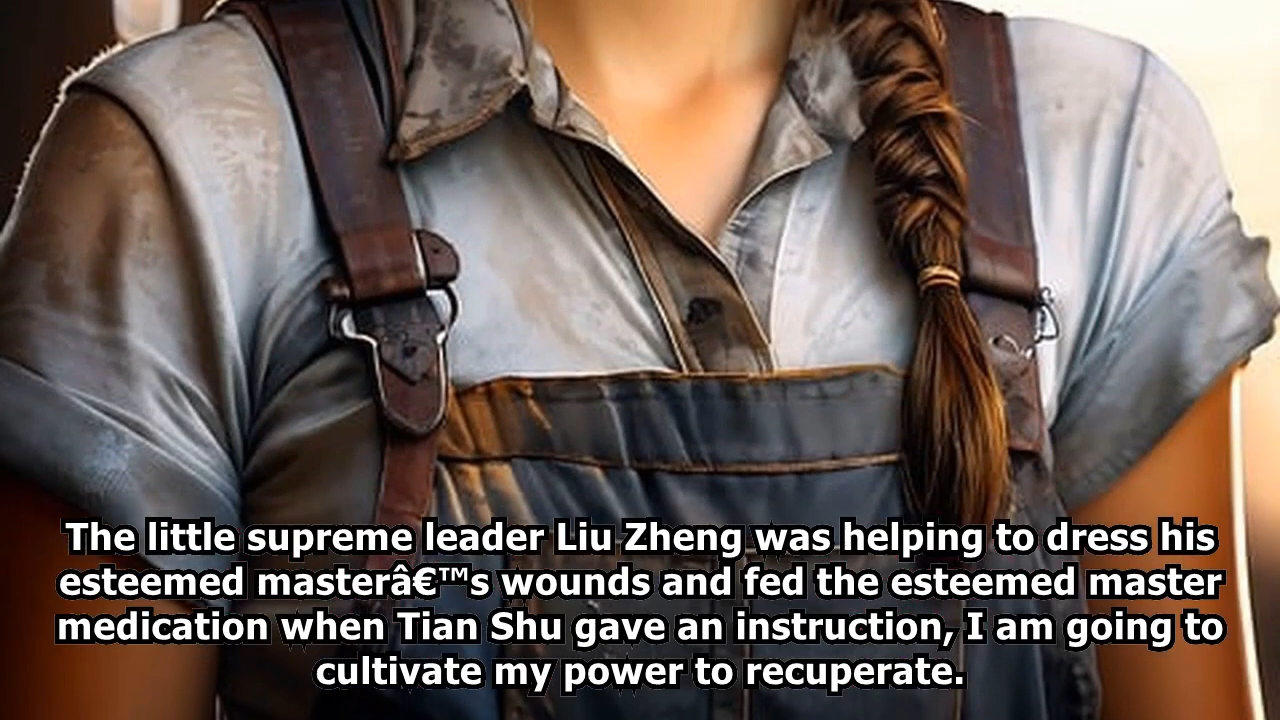 The little supreme leader Liu Zheng was helping to dress his
esteemed masterâ€™s wounds and fed the esteemed master
medication when Tian Shu gave an instruction, I am going to
cultivate my power to recuperate.